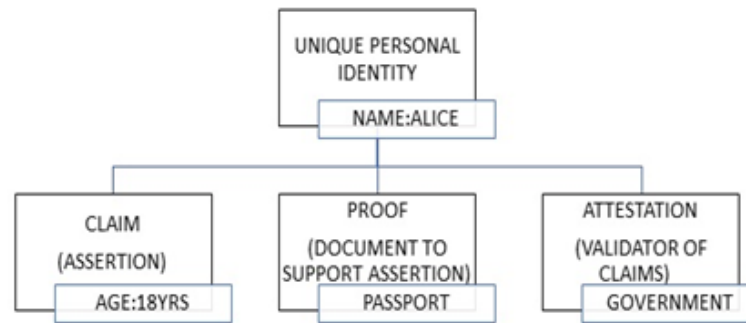 UNIQUE PERSONAL
IDENTITY
NAME:ALICE
CLAIM
(ASSERTION)
AGE:18YRS
PROOF
(DOCUMENT TO
SUPPORT ASSERTION)
PASSPORT
ATTESTATION
(VALIDATOR OF
CLAIMS)
GOVERNMENT